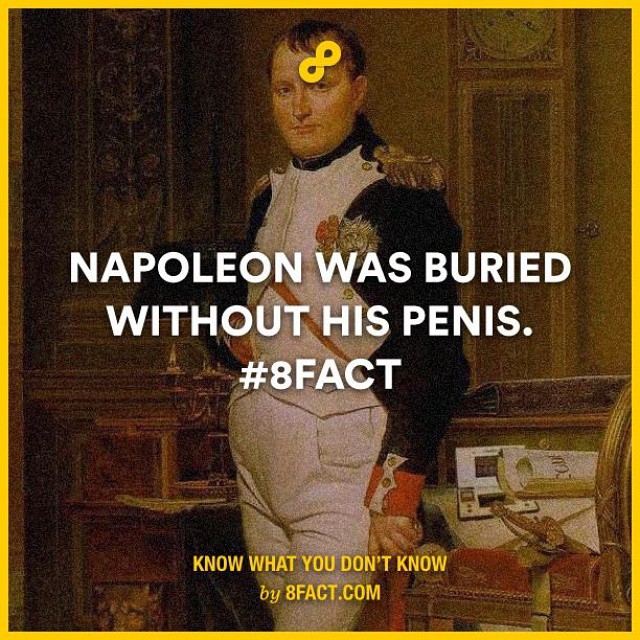 NAPOLEON WAS BURIED
WITHOUT HIS PENIS.
#8FACT
KNOW WHAT YOU DON'T KNOW
by 8FACT.COM